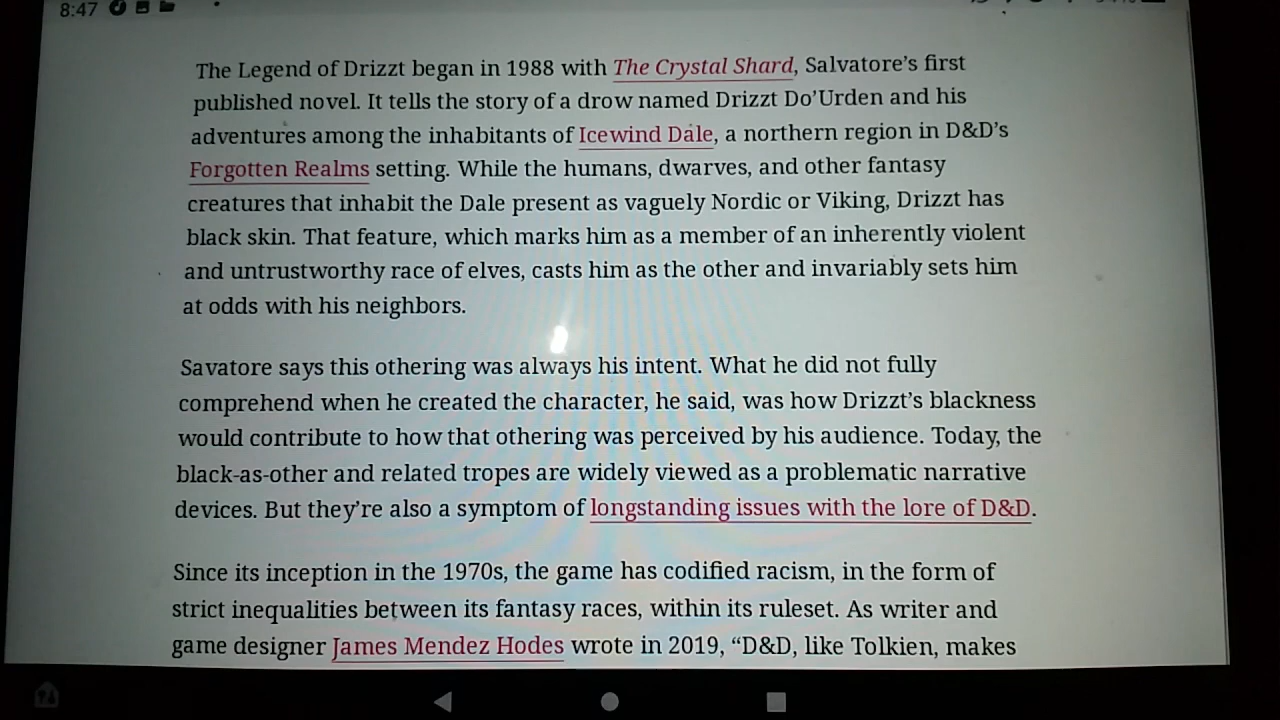 8:47
The Legend of Drizzt began in 1988 with The Crystal Shard, Salvatore’s first
published novel. It tells the story of a drow named Drizzt Do’Urden and his
adventures among the inhabitants of Icewind Dale, a northern region in D&D’s
Forgotten Realms setting. While the humans, dwarves, and other fantasy
creatures that inhabit the Dale present as vaguely Nordic or Viking, Drizzt has
black skin. That feature, which marks him as a member of an inherently violent
and untrustworthy race of elves, casts him as the other and invariably sets him
at odds with his neighbors.
Savatore says this othering was always his intent. What he did not fully
comprehend when he created the character, he said, was how Drizzt’s blackness
would contribute to how that othering was perceived by his audience. Today, the
black-as-other and related tropes are widely viewed as a problematic narrative
devices. But they’re also a symptom of longstanding issues with the lore of D&D.
Since its inception in the 1970s, the game has codified racism, in the form of
strict inequalities between its fantasy races, within its ruleset. As writer and
game designer James Mendez Hodes wrote in 2019, “D&D, like Tolkien, makes